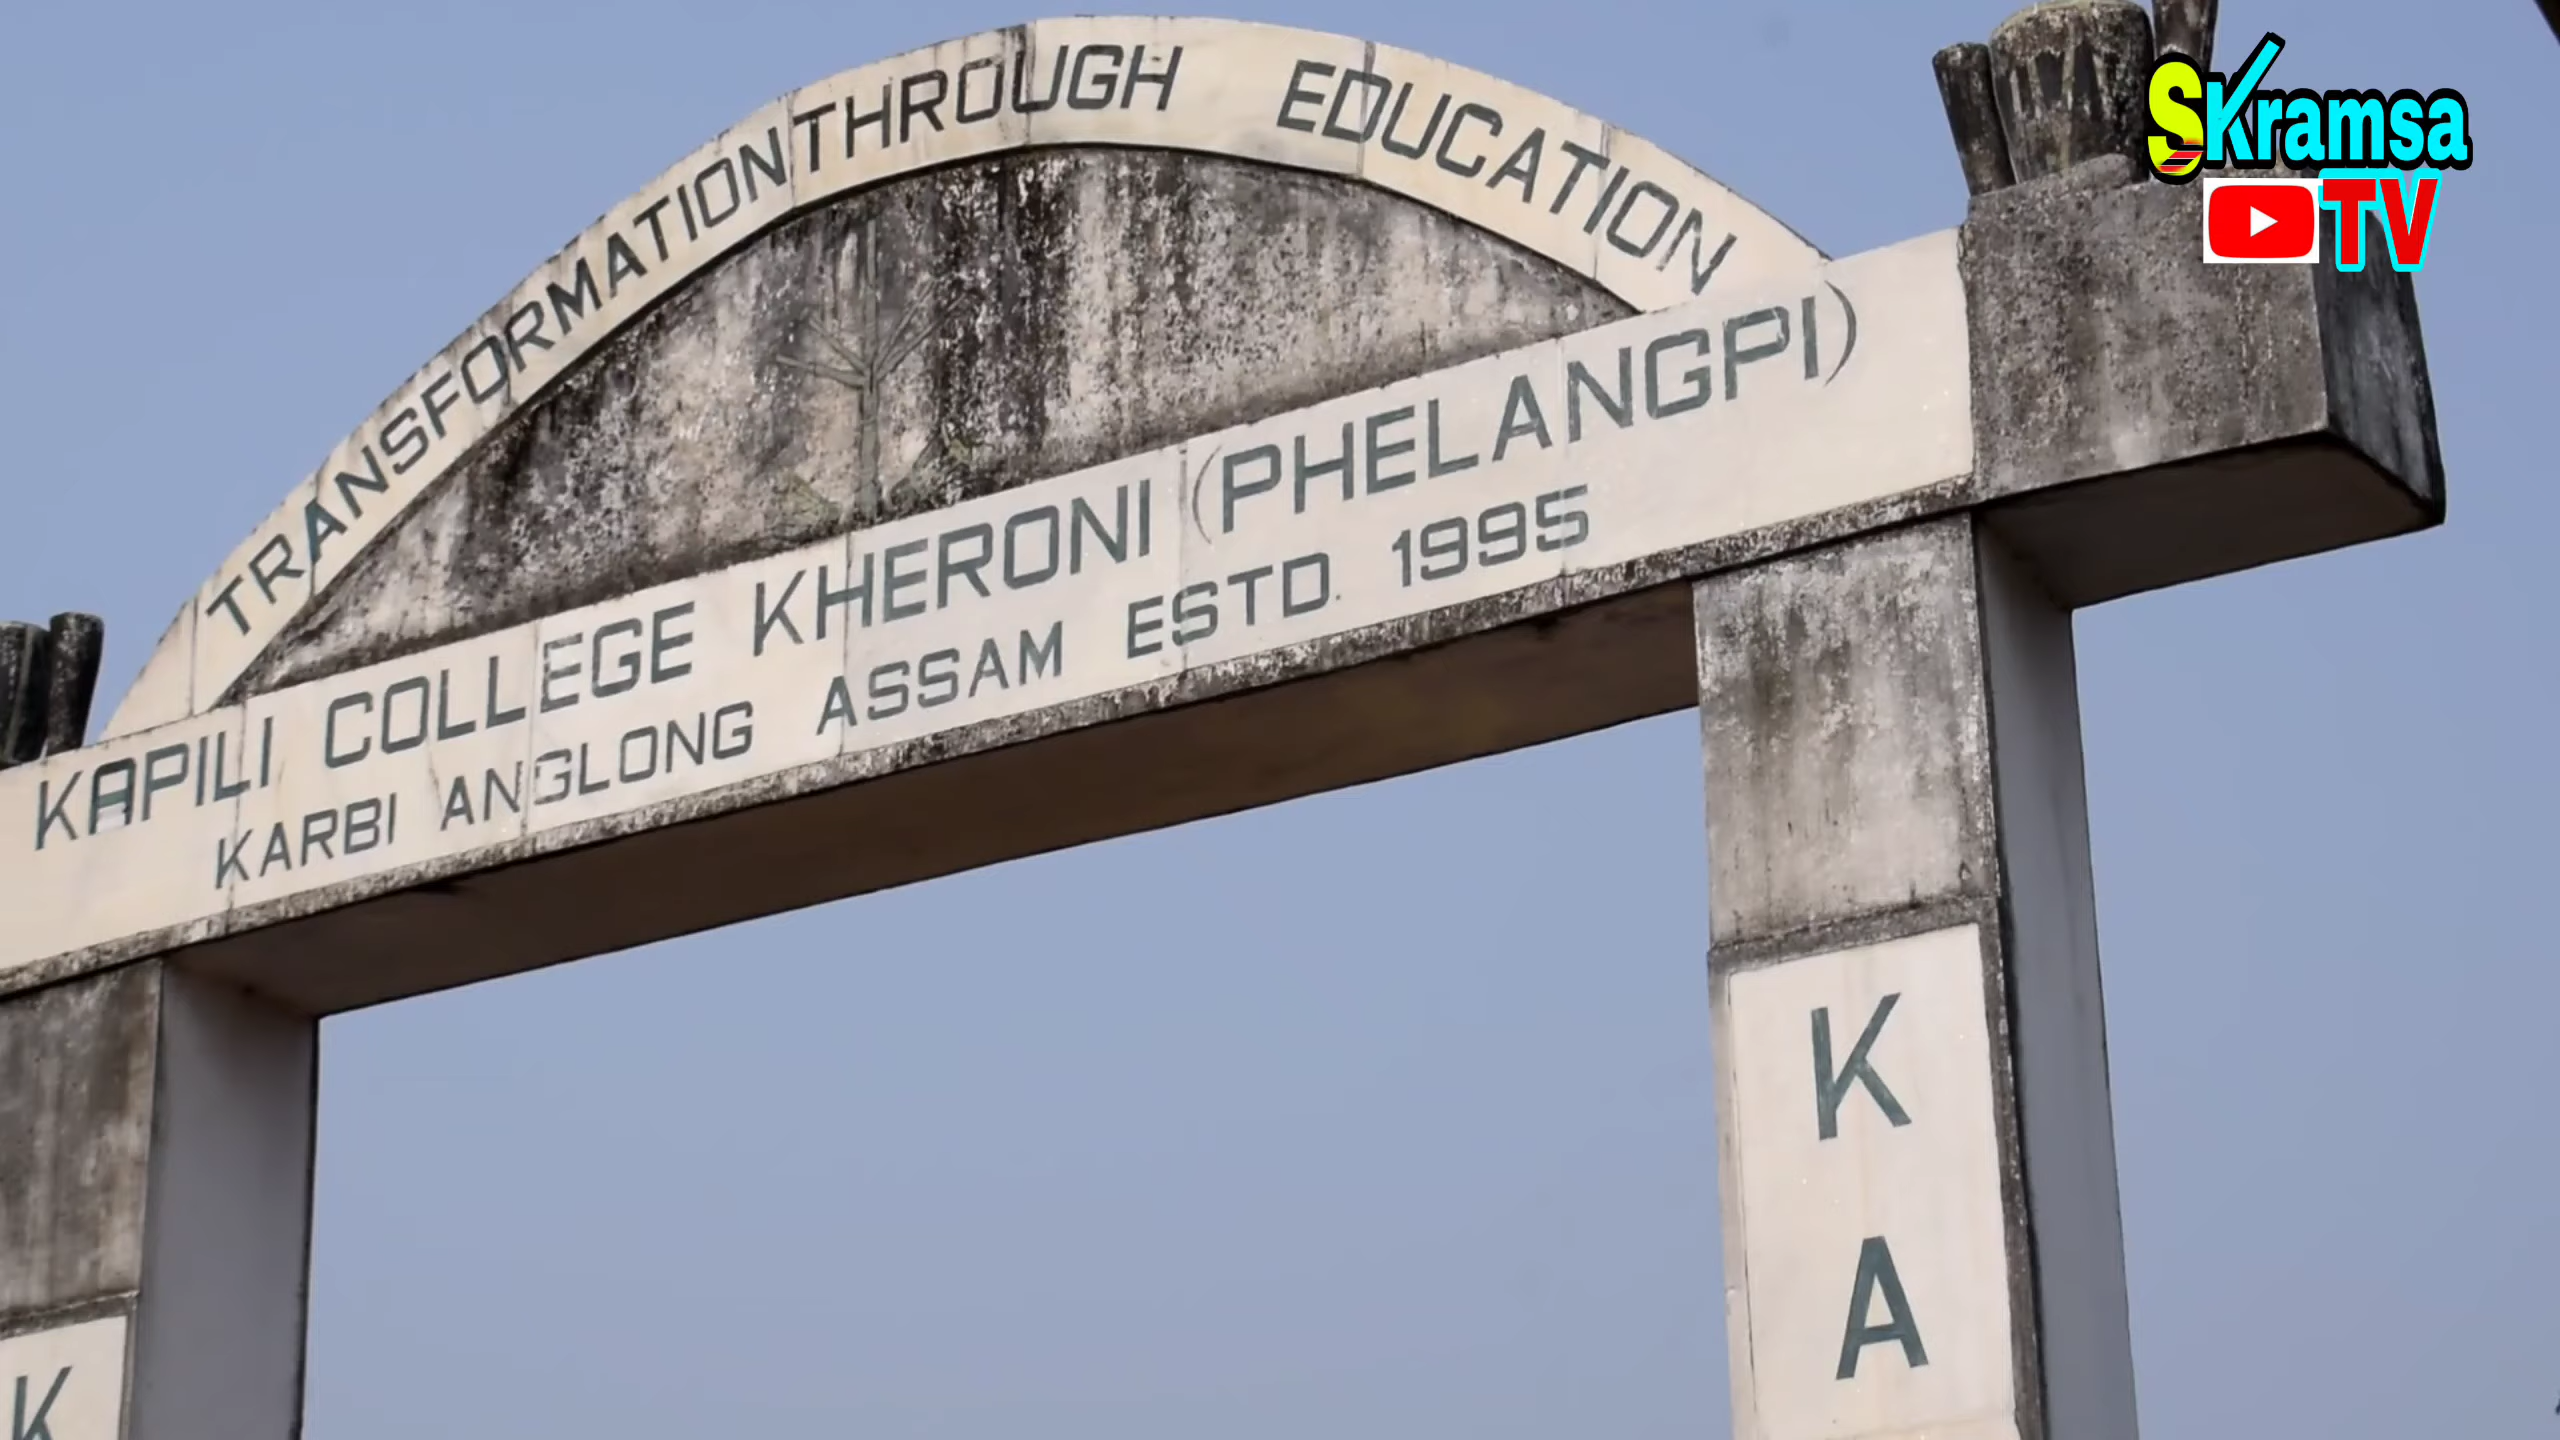 TRANSFORMATION THROUGH EDUCATION
KAPILI COLLEGE KHERONI (PHELANGPI)
KARBI ANGLONG ASSAM ESTD. 1995
K
K
A
SKramsa
TV